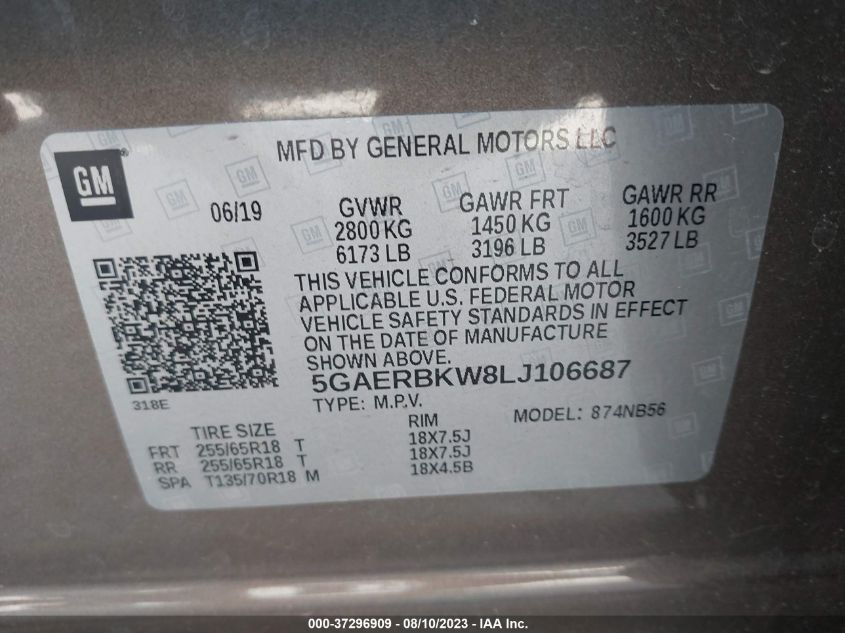 MFD BY GENERAL MOTORS LLC
GM
06/19
GVWR
2800 KG
6173 LB
GAWR FRT
1450 KG
3196 LB
GAWR RR
1600 KG
3527 LB
THIS VEHICLE CONFORMS TO ALL
APPLICABLE U.S. FEDERAL MOTOR
VEHICLE SAFETY STANDARDS IN EFFECT
ON THE DATE OF MANUFACTURE
SHOWN ABOVE.
5GAERBKW8LJ106687
318E
TYPE: M.P.V.
MODEL: 874NB56
TIRE SIZE RIM
FRT 255/65R18 T 18X7.5J
RR 255/65R18 T 18X7.5J
SPA T135/70R18 M 18X4.5B
000-37296909 - 08/10/2023 - IAA Inc.